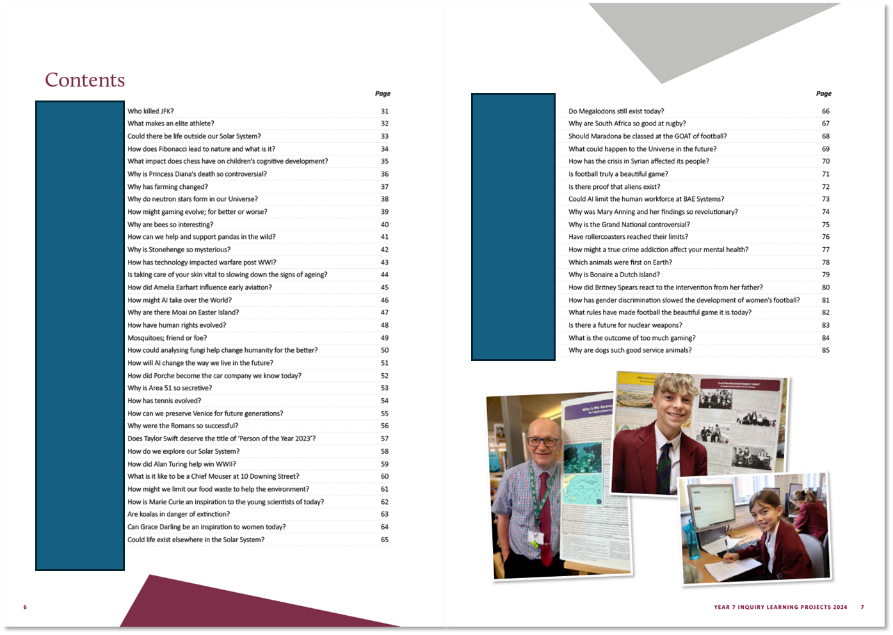 Contents
Page
Who killed JFK? 31
What makes an elite athlete? 32
Could there be life outside our Solar System? 33
How does Fibonacci lead to nature and what is it? 34
What impact does chess have on children's cognitive development? 35
Why is Princess Diana's death so controversial? 36
Why has farming changed? 37
Why do neutron stars form in our Universe? 38
How might gaming evolve; for better or worse? 39
Why are bees so interesting? 40
How can we help and support pandas in the wild? 41
Why is Stonehenge so mysterious? 42
How has technology impacted warfare post WWI? 43
Is taking care of your skin vital to slowing down the signs of ageing? 44
How did Amelia Earhart influence early aviation? 45
How might AI take over the World? 46
Why are there Moai on Easter Island? 47
How have human rights evolved? 48
Mosquitoes; friend or foe? 49
How could analysing fungi help change humanity for the better? 50
How will AI change the way we live in the future? 51
How did Porche become the car company we know today? 52
Why is Area 51 so secretive? 53
How has tennis evolved? 54
How can we preserve Venice for future generations? 55
Why were the Romans so successful? 56
Does Taylor Swift deserve the title of 'Person of the Year 2023'? 57
How do we explore our Solar System? 58
How did Alan Turing help win WWII? 59
What is it like to be a Chief Mouser at 10 Downing Street? 60
How might we limit our food waste to help the environment? 61
How is Marie Curie an inspiration to the young scientists of today? 62
Are koalas in danger of extinction? 63
Can Grace Darling be an inspiration to women today? 64
Could life exist elsewhere in the Solar System? 65
6
Page
Do Megalodons still exist today? 66
Why are South Africa so good at rugby? 67
Should Maradona be classed at the GOAT of football? 68
What could happen to the Universe in the future? 69
How has the crisis in Syrian affected its people? 70
Is football truly a beautiful game? 71
Is there proof that aliens exist? 72
Could AI limit the human workforce at BAE Systems? 73
Why was Mary Anning and her findings so revolutionary? 74
Why is the Grand National controversial? 75
Have rollercoasters reached their limits? 76
How might a true crime addiction affect your mental health? 77
Which animals were first on Earth? 78
Why is Bonaire a Dutch island? 79
How did Britney Spears react to the intervention from her father? 80
How has gender discrimination slowed the development of women's football? 81
What rules have made football the beautiful game it is today? 82
Is there a future for nuclear weapons? 83
What is the outcome of too much gaming? 84
Why are dogs such good service animals? 85
YEAR 7 INQUIRY LEARNING PROJECTS 2024 7